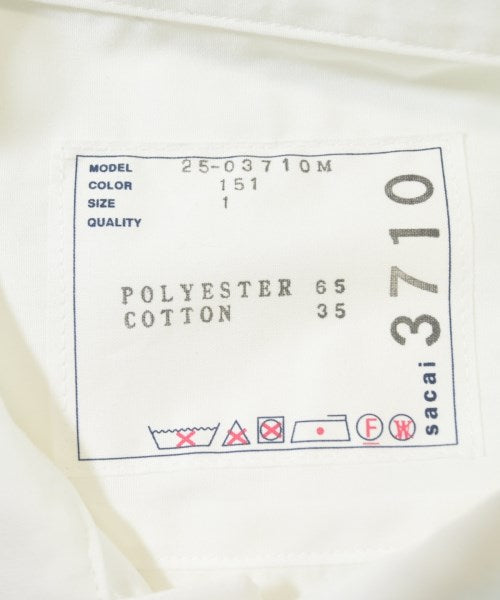 MODEL 25-03710M
COLOR 151
SIZE 1
QUALITY
POLYESTER 65
COTTON 35
F W
sacai 3710